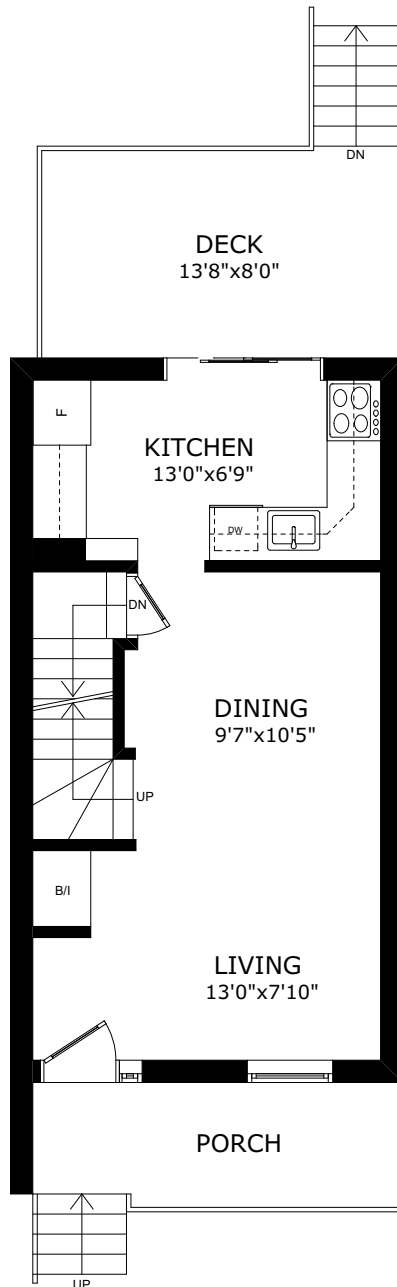 DN
DECK
13'8"x8'0"
F
KITCHEN
13'0"x6'9"
DW
DN
DINING
9'7"x10'5"
UP
B/I
LIVING
13'0"x7'10"
PORCH
UP